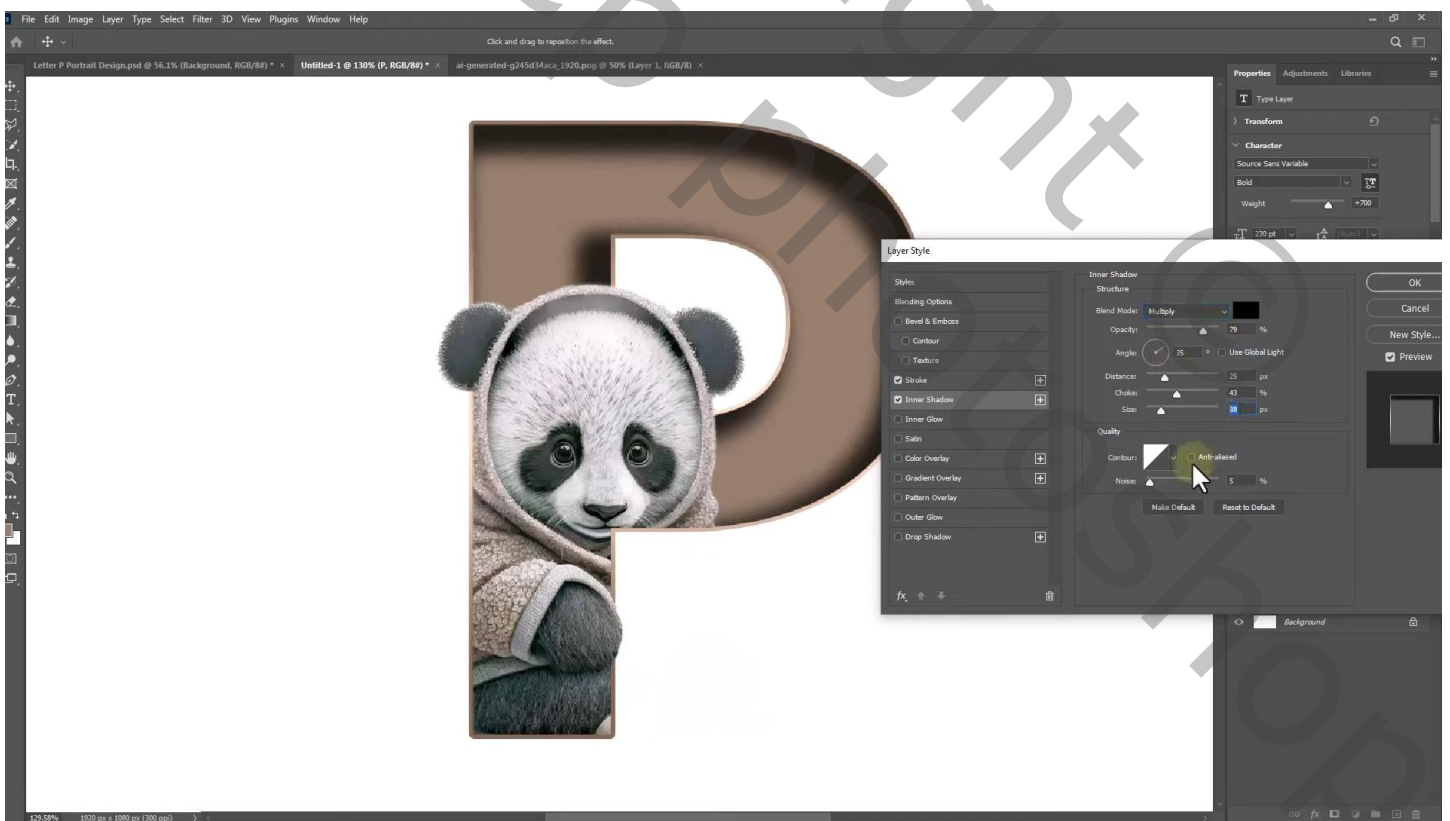 File Edit Image Layer Type Select Filter 3D View Plugins Window Help
Click and drag to reposition the effect.
Letter P Portrait Design.psd @ 56.1% (Background, RGB/8#) * × Untitled-1 @ 130% (P, RGB/8#) * × ai-generated-g245d34aca_1920.png @ 50% (Layer 1, RGB/8) ×
Properties Adjustments Libraries
T Type Layer
Transform
Character
Source Sans Variable
Bold
Weight +700
230 pt (Auto)
Layer Style
Styles
Blending Options
Bevel & Emboss
Contour
Texture
Stroke
Inner Shadow
Inner Glow
Satin
Color Overlay
Gradient Overlay
Pattern Overlay
Outer Glow
Drop Shadow
fx
Inner Shadow
Structure
Blend Mode: Multiply
Opacity: 79 %
Angle: 35 ° Use Global Light
Distance: 25 px
Choke: 43 %
Size: 38 px
Quality
Contour: Anti-aliased
Noise: 5 %
Make Default Reset to Default
OK
Cancel
New Style...
Preview
Background
P
129.58% 1920 px x 1080 px (300 ppi)
fx